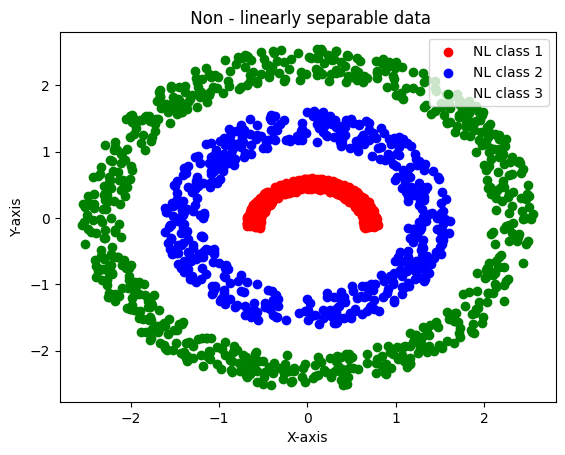 Non - linearly separable data
NL class 1
NL class 2
NL class 3
Y-axis
2
1
0
−1
−2
−2
−1
0
1
2
X-axis